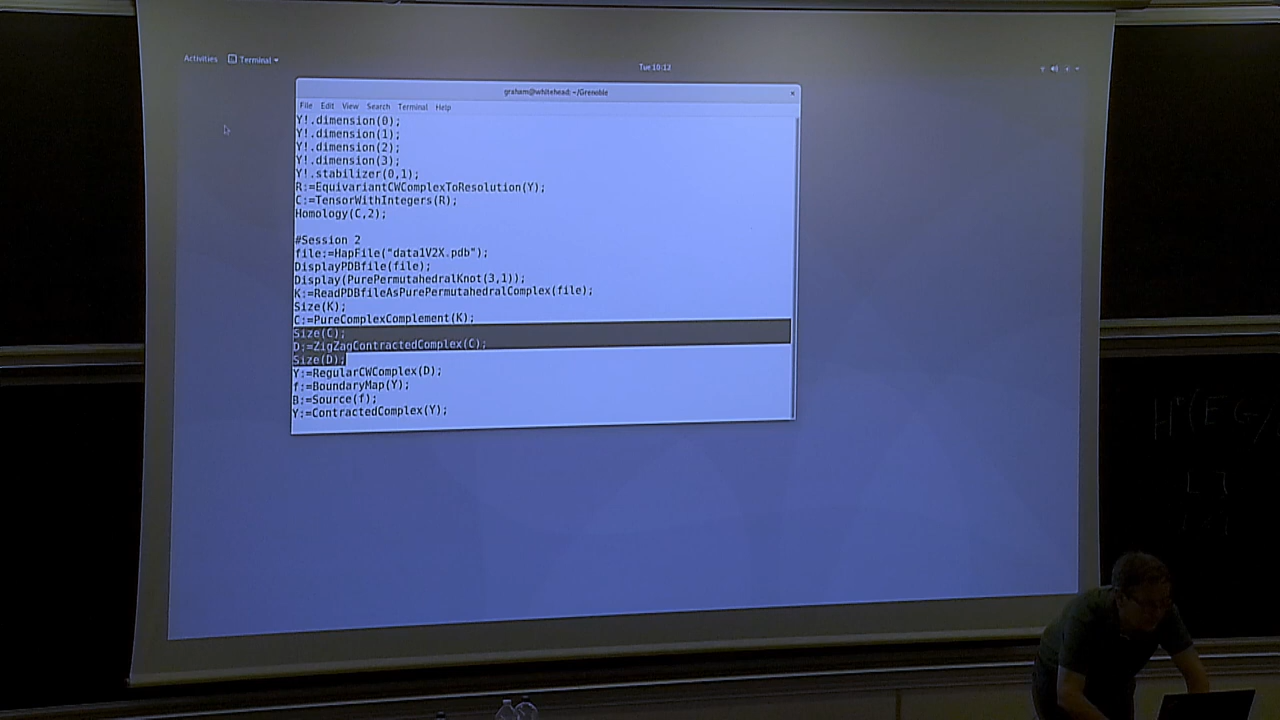 Activities Terminal
Tue 10:12
graham@whitehead: ~/Grenoble
File Edit View Search Terminal Help
Y!.dimension(0);
Y!.dimension(1);
Y!.dimension(2);
Y!.dimension(3);
Y!.stabilizer(0,1);
R:=EquivariantCWComplexToResolution(Y);
C:=TensorWithIntegers(R);
Homology(C,2);
#Session 2
file:=HapFile("data1V2X.pdb");
DisplayPDBfile(file);
Display(PurePermutahedralKnot(3,1));
K:=ReadPDBfileAsPurePermutahedralComplex(file);
Size(K);
C:=PureComplexComplement(K);
Size(C);
D:=ZigZagContractedComplex(C);
Size(D);
Y:=RegularCWComplex(D);
f:=BoundaryMap(Y);
B:=Source(f);
Y:=ContractedComplex(Y);